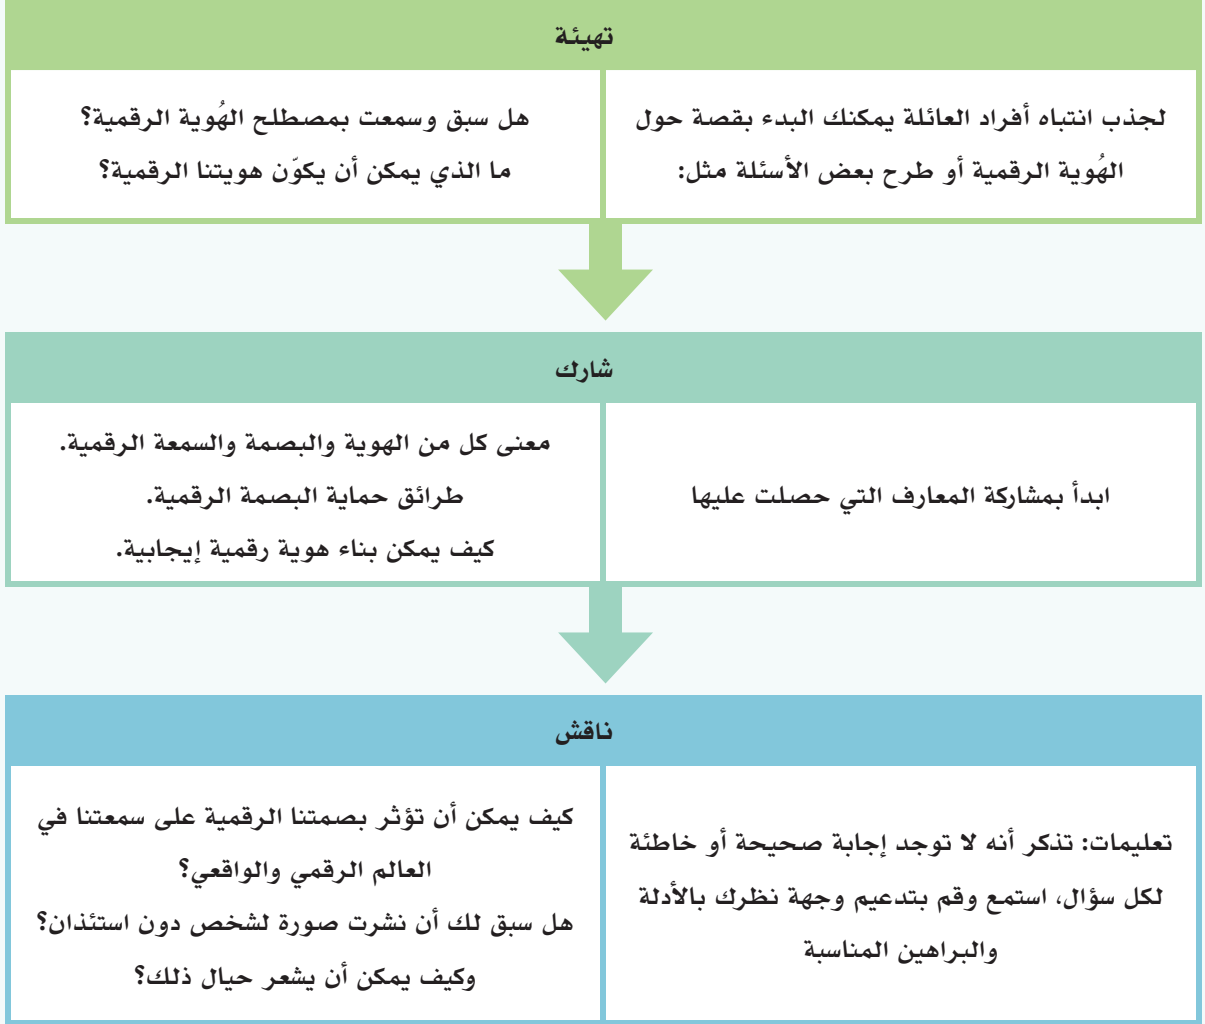 تهيئة
لجذب انتباه أفراد العائلة يمكنك البدء بقصة حول
الهُوية الرقمية أو طرح بعض الأسئلة مثل:
هل سبق وسمعت بمصطلح الهُوية الرقمية؟
ما الذي يمكن أن يكوّن هويتنا الرقمية؟
شارك
ابدأ بمشاركة المعارف التي حصلت عليها
معنى كل من الهوية والبصمة والسمعة الرقمية.
طرائق حماية البصمة الرقمية.
كيف يمكن بناء هوية رقمية إيجابية.
ناقش
تعليمات: تذكر أنه لا توجد إجابة صحيحة أو خاطئة
لكل سؤال، استمع وقم بتدعيم وجهة نظرك بالأدلة
والبراهين المناسبة
كيف يمكن أن تؤثر بصمتنا الرقمية على سمعتنا في
العالم الرقمي والواقعي؟
هل سبق لك أن نشرت صورة لشخص دون استئذان؟
وكيف يمكن أن يشعر حيال ذلك؟